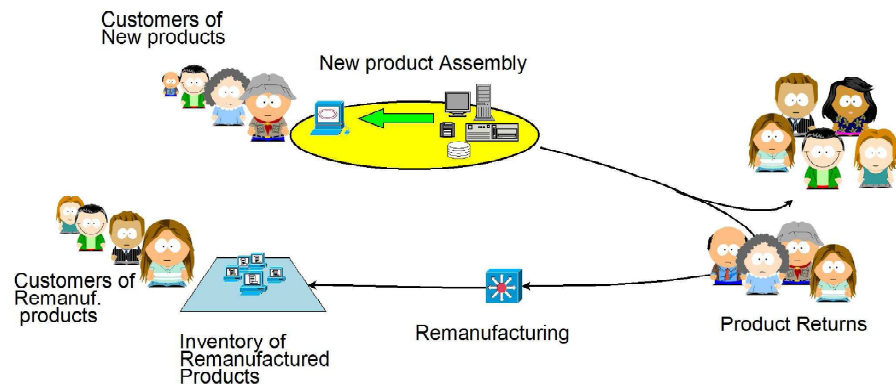 Customers of
New products
New product Assembly
Customers of
Remanuf.
products
Inventory of
Remanufactured
Products
Remanufacturing
Product Returns